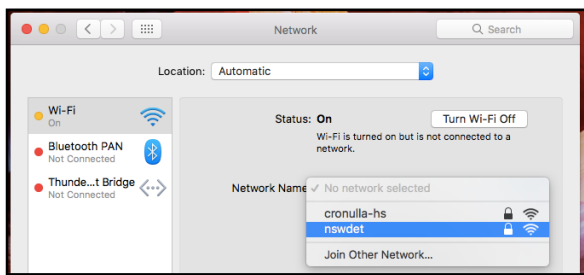 Network
Search
Location: Automatic
Wi-Fi
On
Status: On
Turn Wi-Fi Off
Wi-Fi is turned on but is not connected to a
network.
Bluetooth PAN
Not Connected
Thunde...t Bridge
Not Connected
Network Name
✓ No network selected
cronulla-hs
nswdet
Join Other Network...